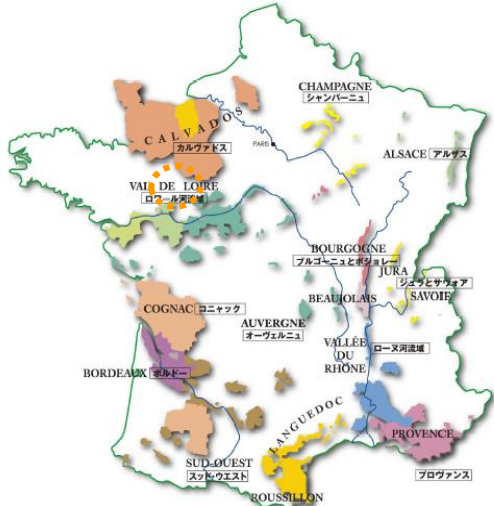 CHAMPAGNE
シャンパーニュ
CALVADOS
カルヴァドス
PARIS
ALSACE アルザス
VAL DE LOIRE
ロワール河流域
BOURGOGNE
ブルゴーニュとボジョレー
JURA
ジュラとサヴォア
SAVOIE
BEAUJOLAIS
COGNAC コニャック
AUVERGNE
オーヴェルニュ
VALLÉE
DU
RHÔNE
ローヌ河流域
BORDEAUX ボルドー
LANGUEDOC
PROVENCE
プロヴァンス
SUD-OUEST
スッド・ウエスト
ROUSSILLON